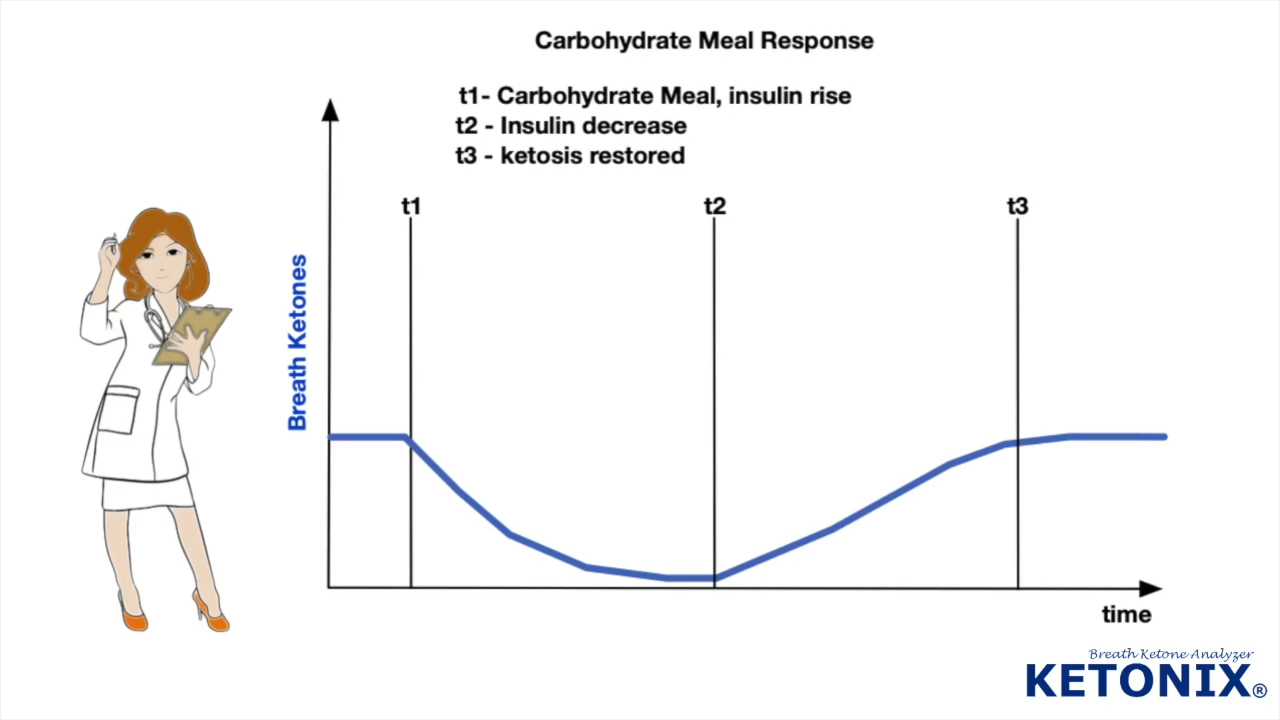 Carbohydrate Meal Response
t1- Carbohydrate Meal, insulin rise
t2 - Insulin decrease
t3 - ketosis restored
t1 t2 t3
Breath Ketones
time
Breath Ketone Analyzer
KETONIX®